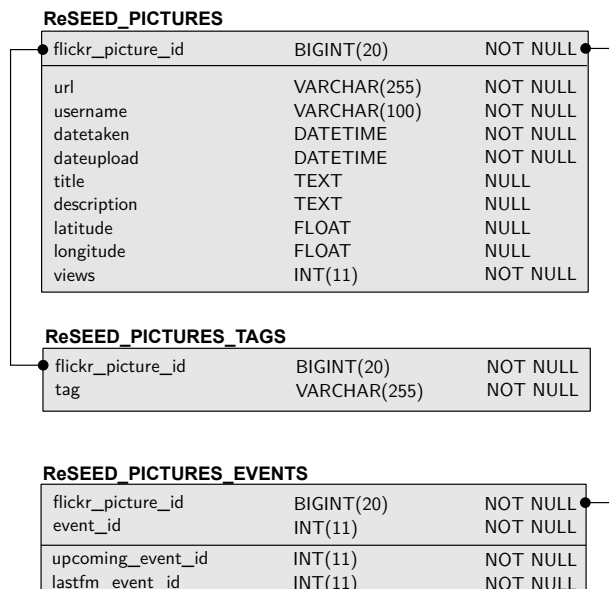 ReSEED_PICTURES
flickr_picture_id BIGINT(20) NOT NULL
url VARCHAR(255) NOT NULL
username VARCHAR(100) NOT NULL
datetaken DATETIME NOT NULL
dateupload DATETIME NOT NULL
title TEXT NULL
description TEXT NULL
latitude FLOAT NULL
longitude FLOAT NULL
views INT(11) NOT NULL
ReSEED_PICTURES_TAGS
flickr_picture_id BIGINT(20) NOT NULL
tag VARCHAR(255) NOT NULL
ReSEED_PICTURES_EVENTS
flickr_picture_id BIGINT(20) NOT NULL
event_id INT(11) NOT NULL
upcoming_event_id INT(11) NOT NULL
lastfm_event_id INT(11) NOT NULL